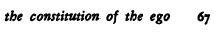 the constitution of the ego 67